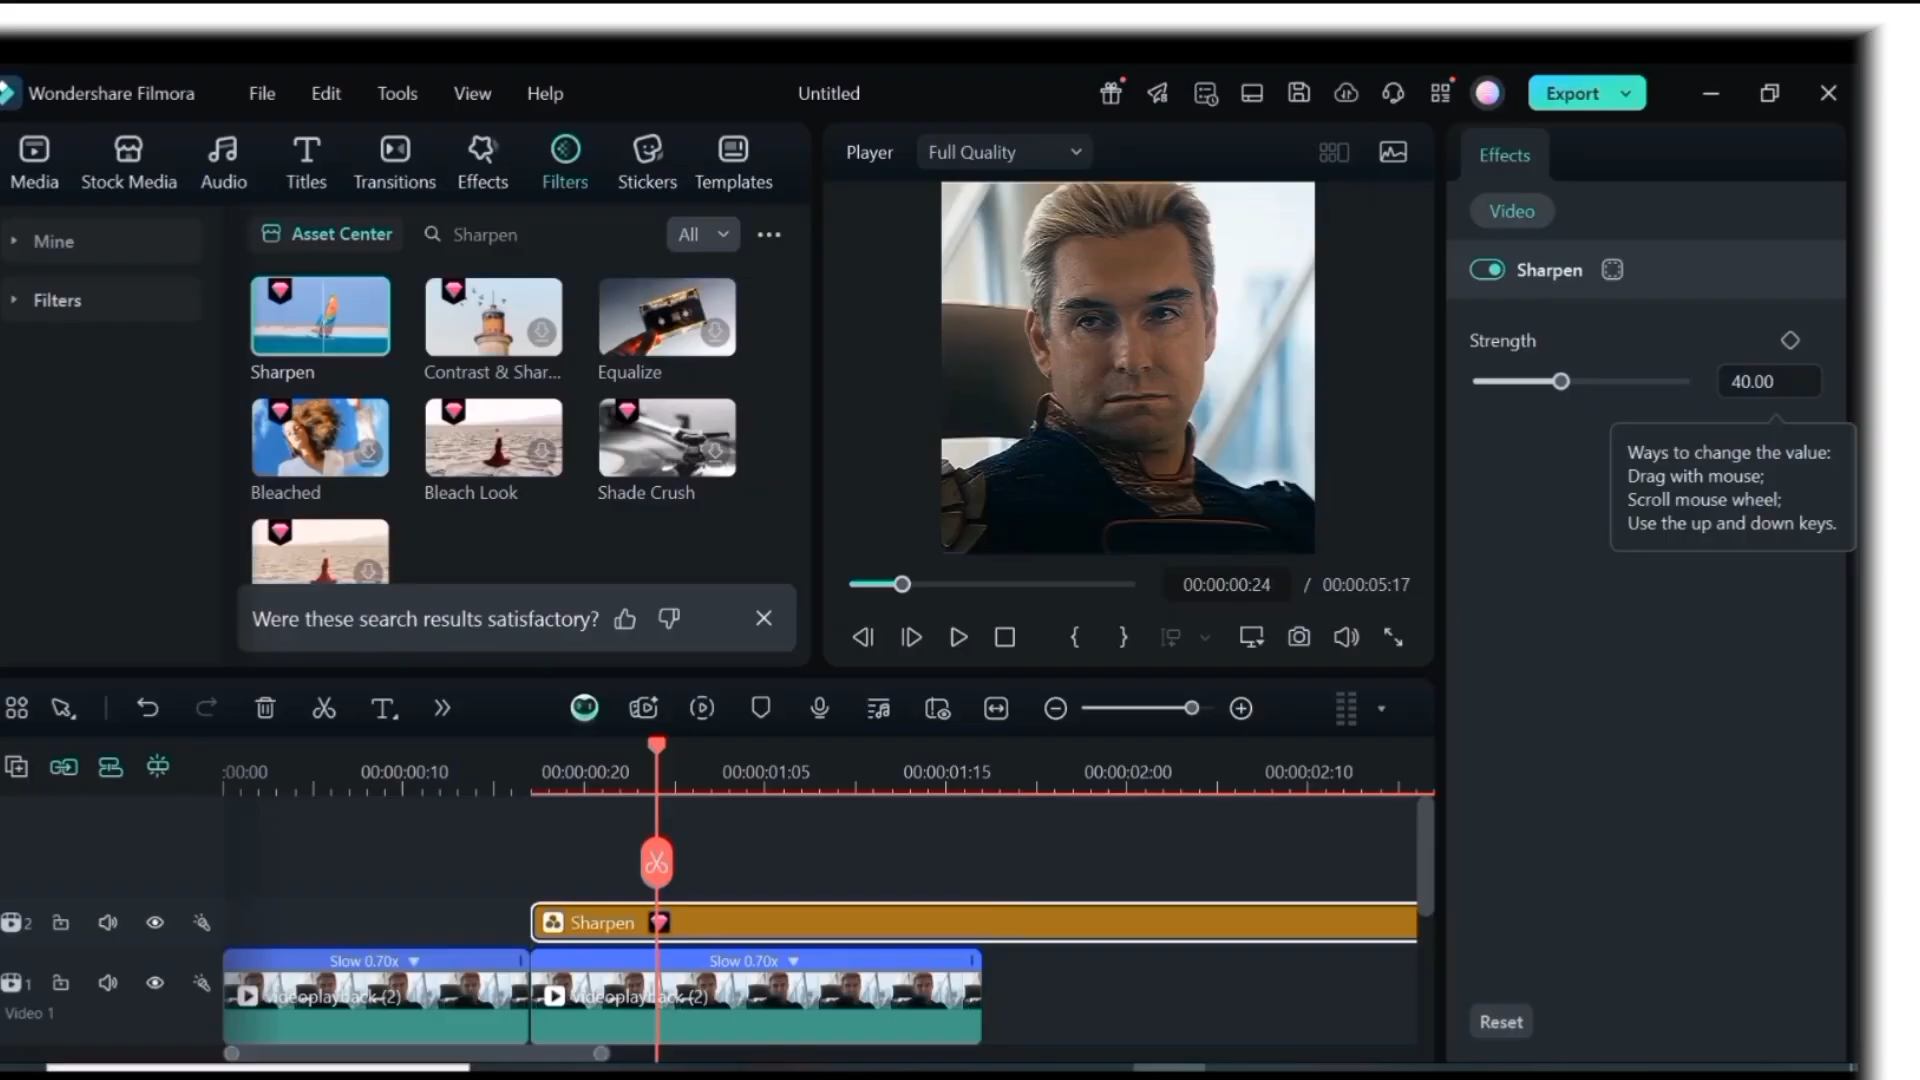 Wondershare Filmora File Edit Tools View Help Untitled Export
Media Stock Media Audio Titles Transitions Effects Filters Stickers Templates
Mine
Filters
Asset Center Sharpen All
Sharpen Contrast & Shar... Equalize
Bleached Bleach Look Shade Crush
Were these search results satisfactory?
Player Full Quality
00:00:00:24 / 00:00:05:17
Effects
Video
Sharpen
Strength
40.00
Ways to change the value:
Drag with mouse;
Scroll mouse wheel;
Use the up and down keys.
Reset
:00:00 00:00:00:10 00:00:00:20 00:00:01:05 00:00:01:15 00:00:02:00 00:00:02:10
2 Sharpen
Slow 0.70x Slow 0.70x
1 videoplayback (2) videoplayback (2)
Video 1